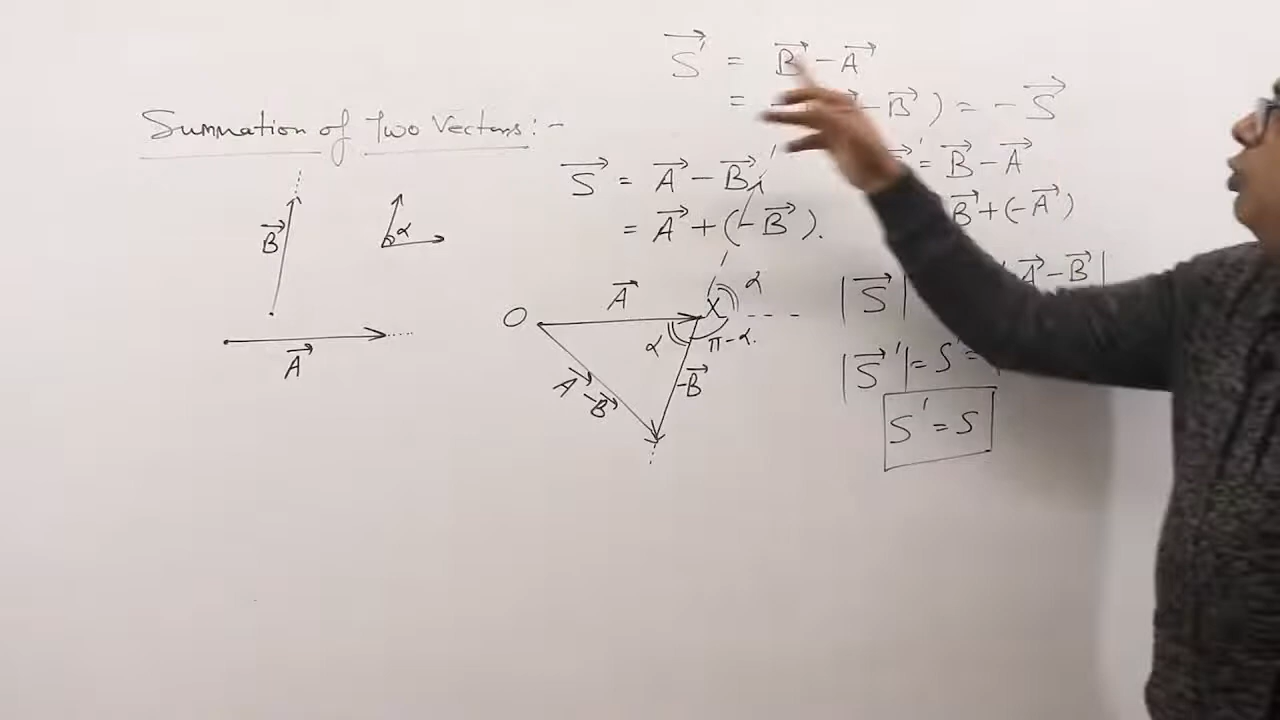 Summation of Two Vectors:-
B⃗
α
A⃗
S⃗' = B⃗ - A⃗
= - B⃗ ) = - S⃗
S⃗ = A⃗ - B⃗
= A⃗ + (-B⃗).
' = B⃗ - A⃗
B⃗ + (-A⃗)
O
A⃗
X
α
α
π-α.
A⃗ - B⃗
-B⃗
|S⃗| A⃗ - B⃗|
|S⃗'| = S' =
S' = S